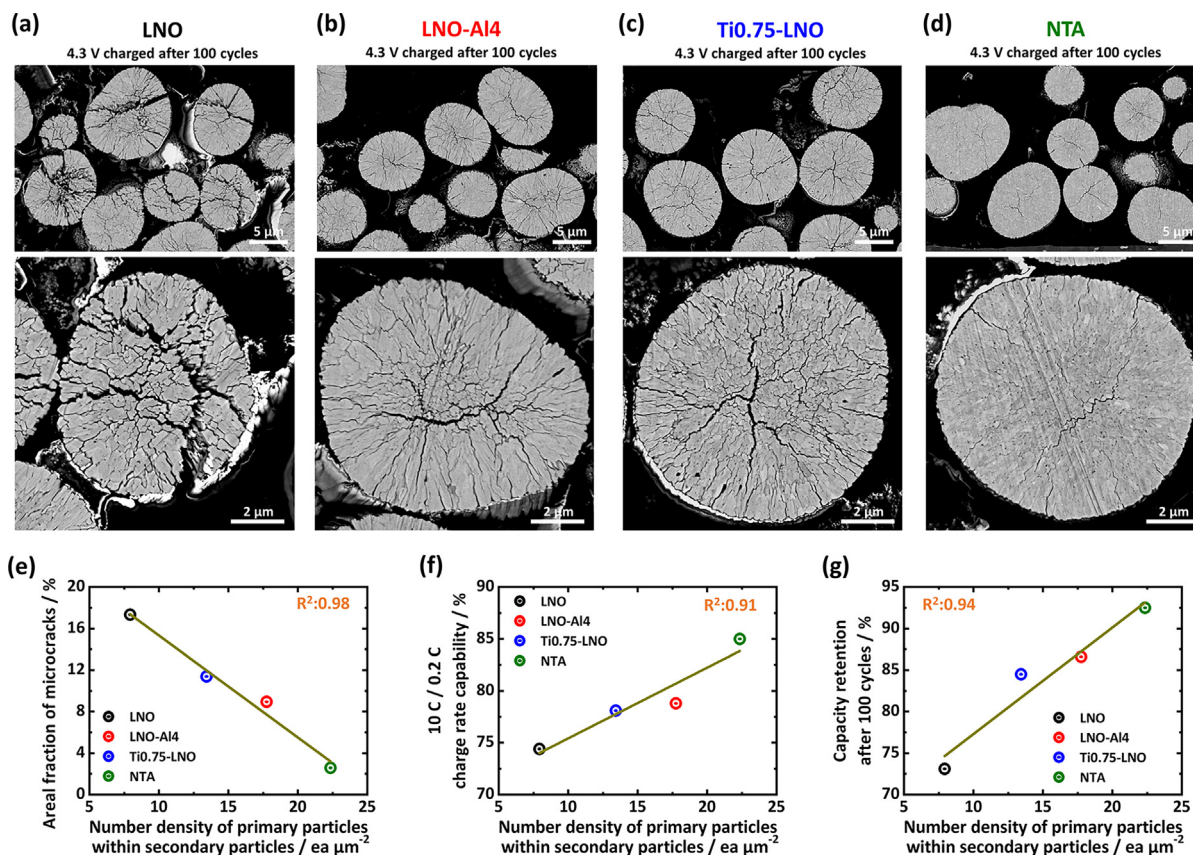 (a)
LNO
4.3 V charged after 100 cycles
5 μm
2 μm
(b)
LNO-Al4
4.3 V charged after 100 cycles
5 μm
2 μm
(c)
Ti0.75-LNO
4.3 V charged after 100 cycles
5 μm
2 μm
(d)
NTA
4.3 V charged after 100 cycles
5 μm
2 μm
(e)
Areal fraction of microcracks / %
20
16
12
8
4
0
R²:0.98
LNO
LNO-Al4
Ti0.75-LNO
NTA
5
10
15
20
25
Number density of primary particles
within secondary particles / ea μm⁻²
(f)
10 C / 0.2 C
charge rate capability / %
90
85
80
75
70
R²:0.91
LNO
LNO-Al4
Ti0.75-LNO
NTA
5
10
15
20
25
Number density of primary particles
within secondary particles / ea μm⁻²
(g)
Capacity retention
after 100 cycles / %
95
90
85
80
75
70
R²:0.94
LNO
LNO-Al4
Ti0.75-LNO
NTA
5
10
15
20
25
Number density of primary particles
within secondary particles / ea μm⁻²